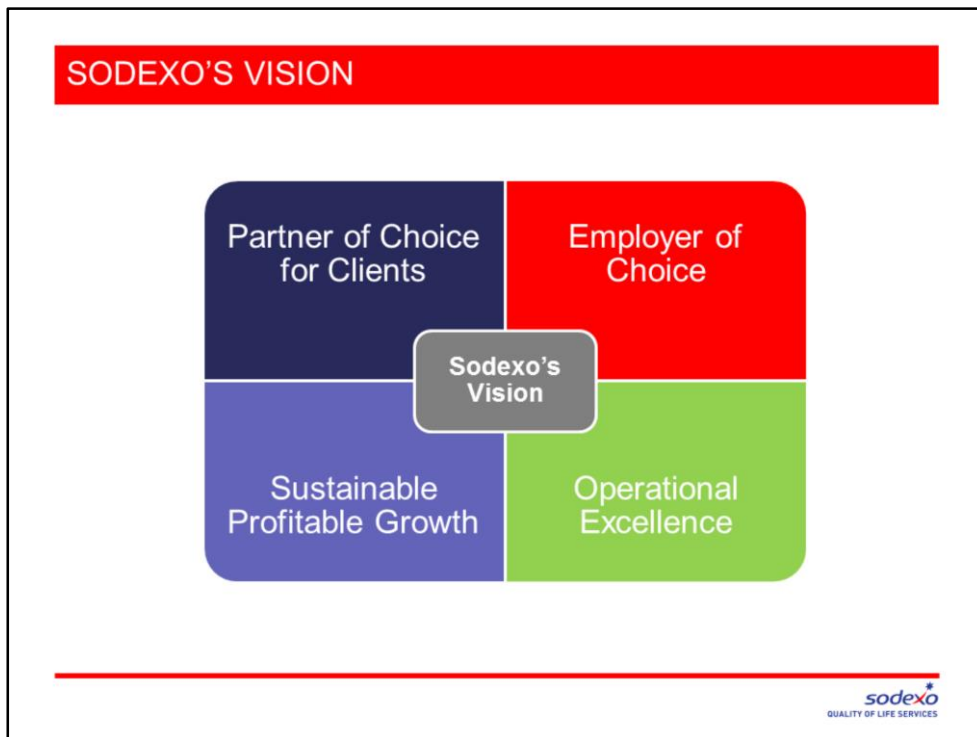 SODEXO’S VISION
Partner of Choice
for Clients
Employer of
Choice
Sodexo’s
Vision
Sustainable
Profitable Growth
Operational
Excellence
sodexo
QUALITY OF LIFE SERVICES